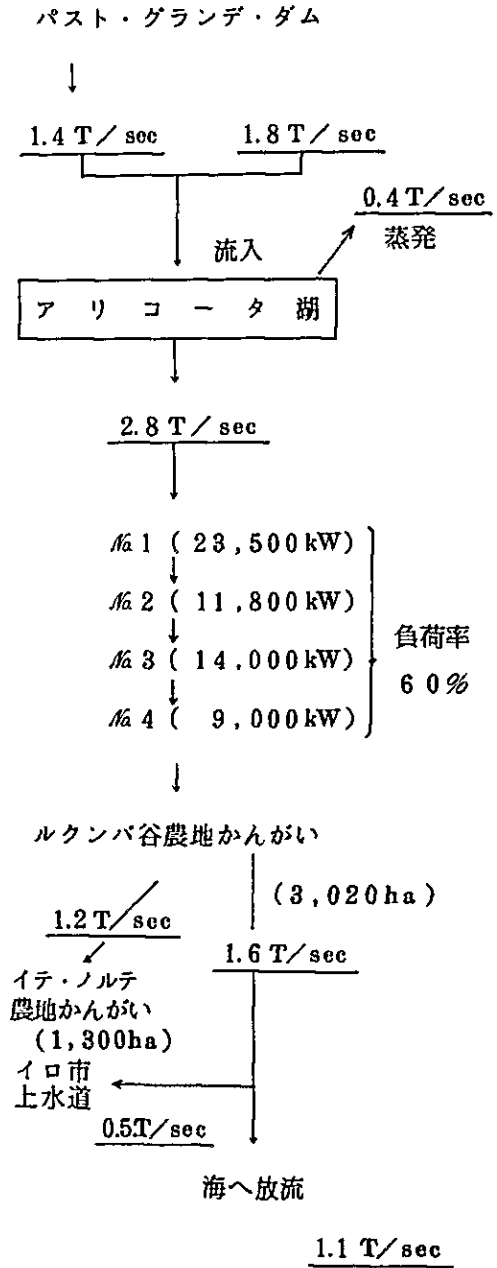 パスト・グランデ・ダム
1.4 T／sec 1.8 T／sec
0.4 T／sec
蒸発
流入
アリコータ湖
2.8 T／sec
№1 ( 23,500kW)
№2 ( 11,800kW)
№3 ( 14,000kW)
№4 ( 9,000kW)
負荷率
60%
ルクンバ谷農地かんがい
(3,020ha)
1.2 T／sec
1.6 T／sec
イテ・ノルテ
農地かんがい
(1,300ha)
イロ市
上水道
0.5T／sec
海へ放流
1.1 T／sec